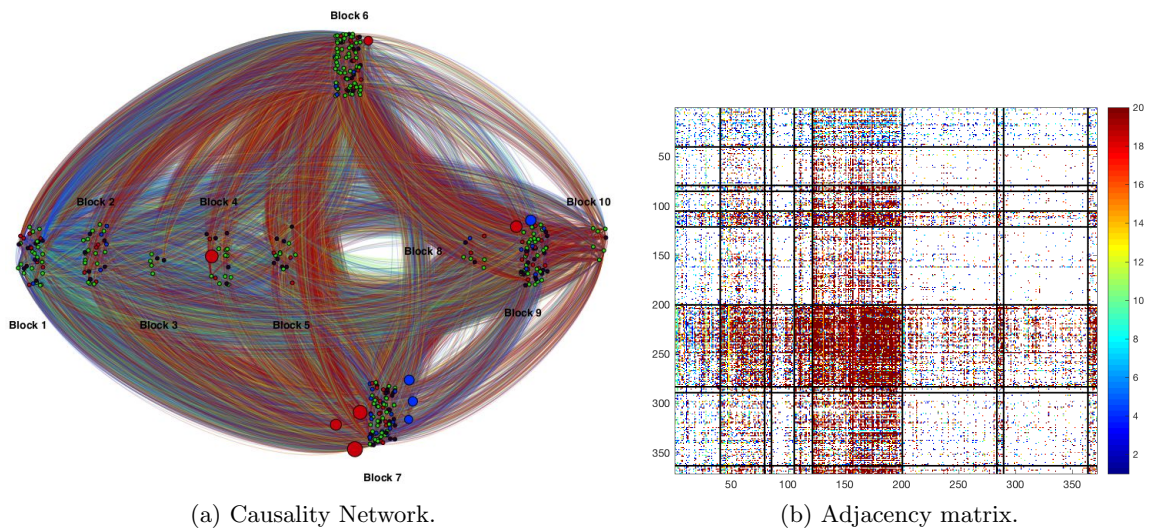 Block 6
Block 2
Block 4
Block 10
Block 8
Block 1
Block 3
Block 5
Block 9
Block 7
(a) Causality Network.
50
100
150
200
250
300
350
50 100 150 200 250 300 350
20
18
16
14
12
10
8
6
4
2
(b) Adjacency matrix.